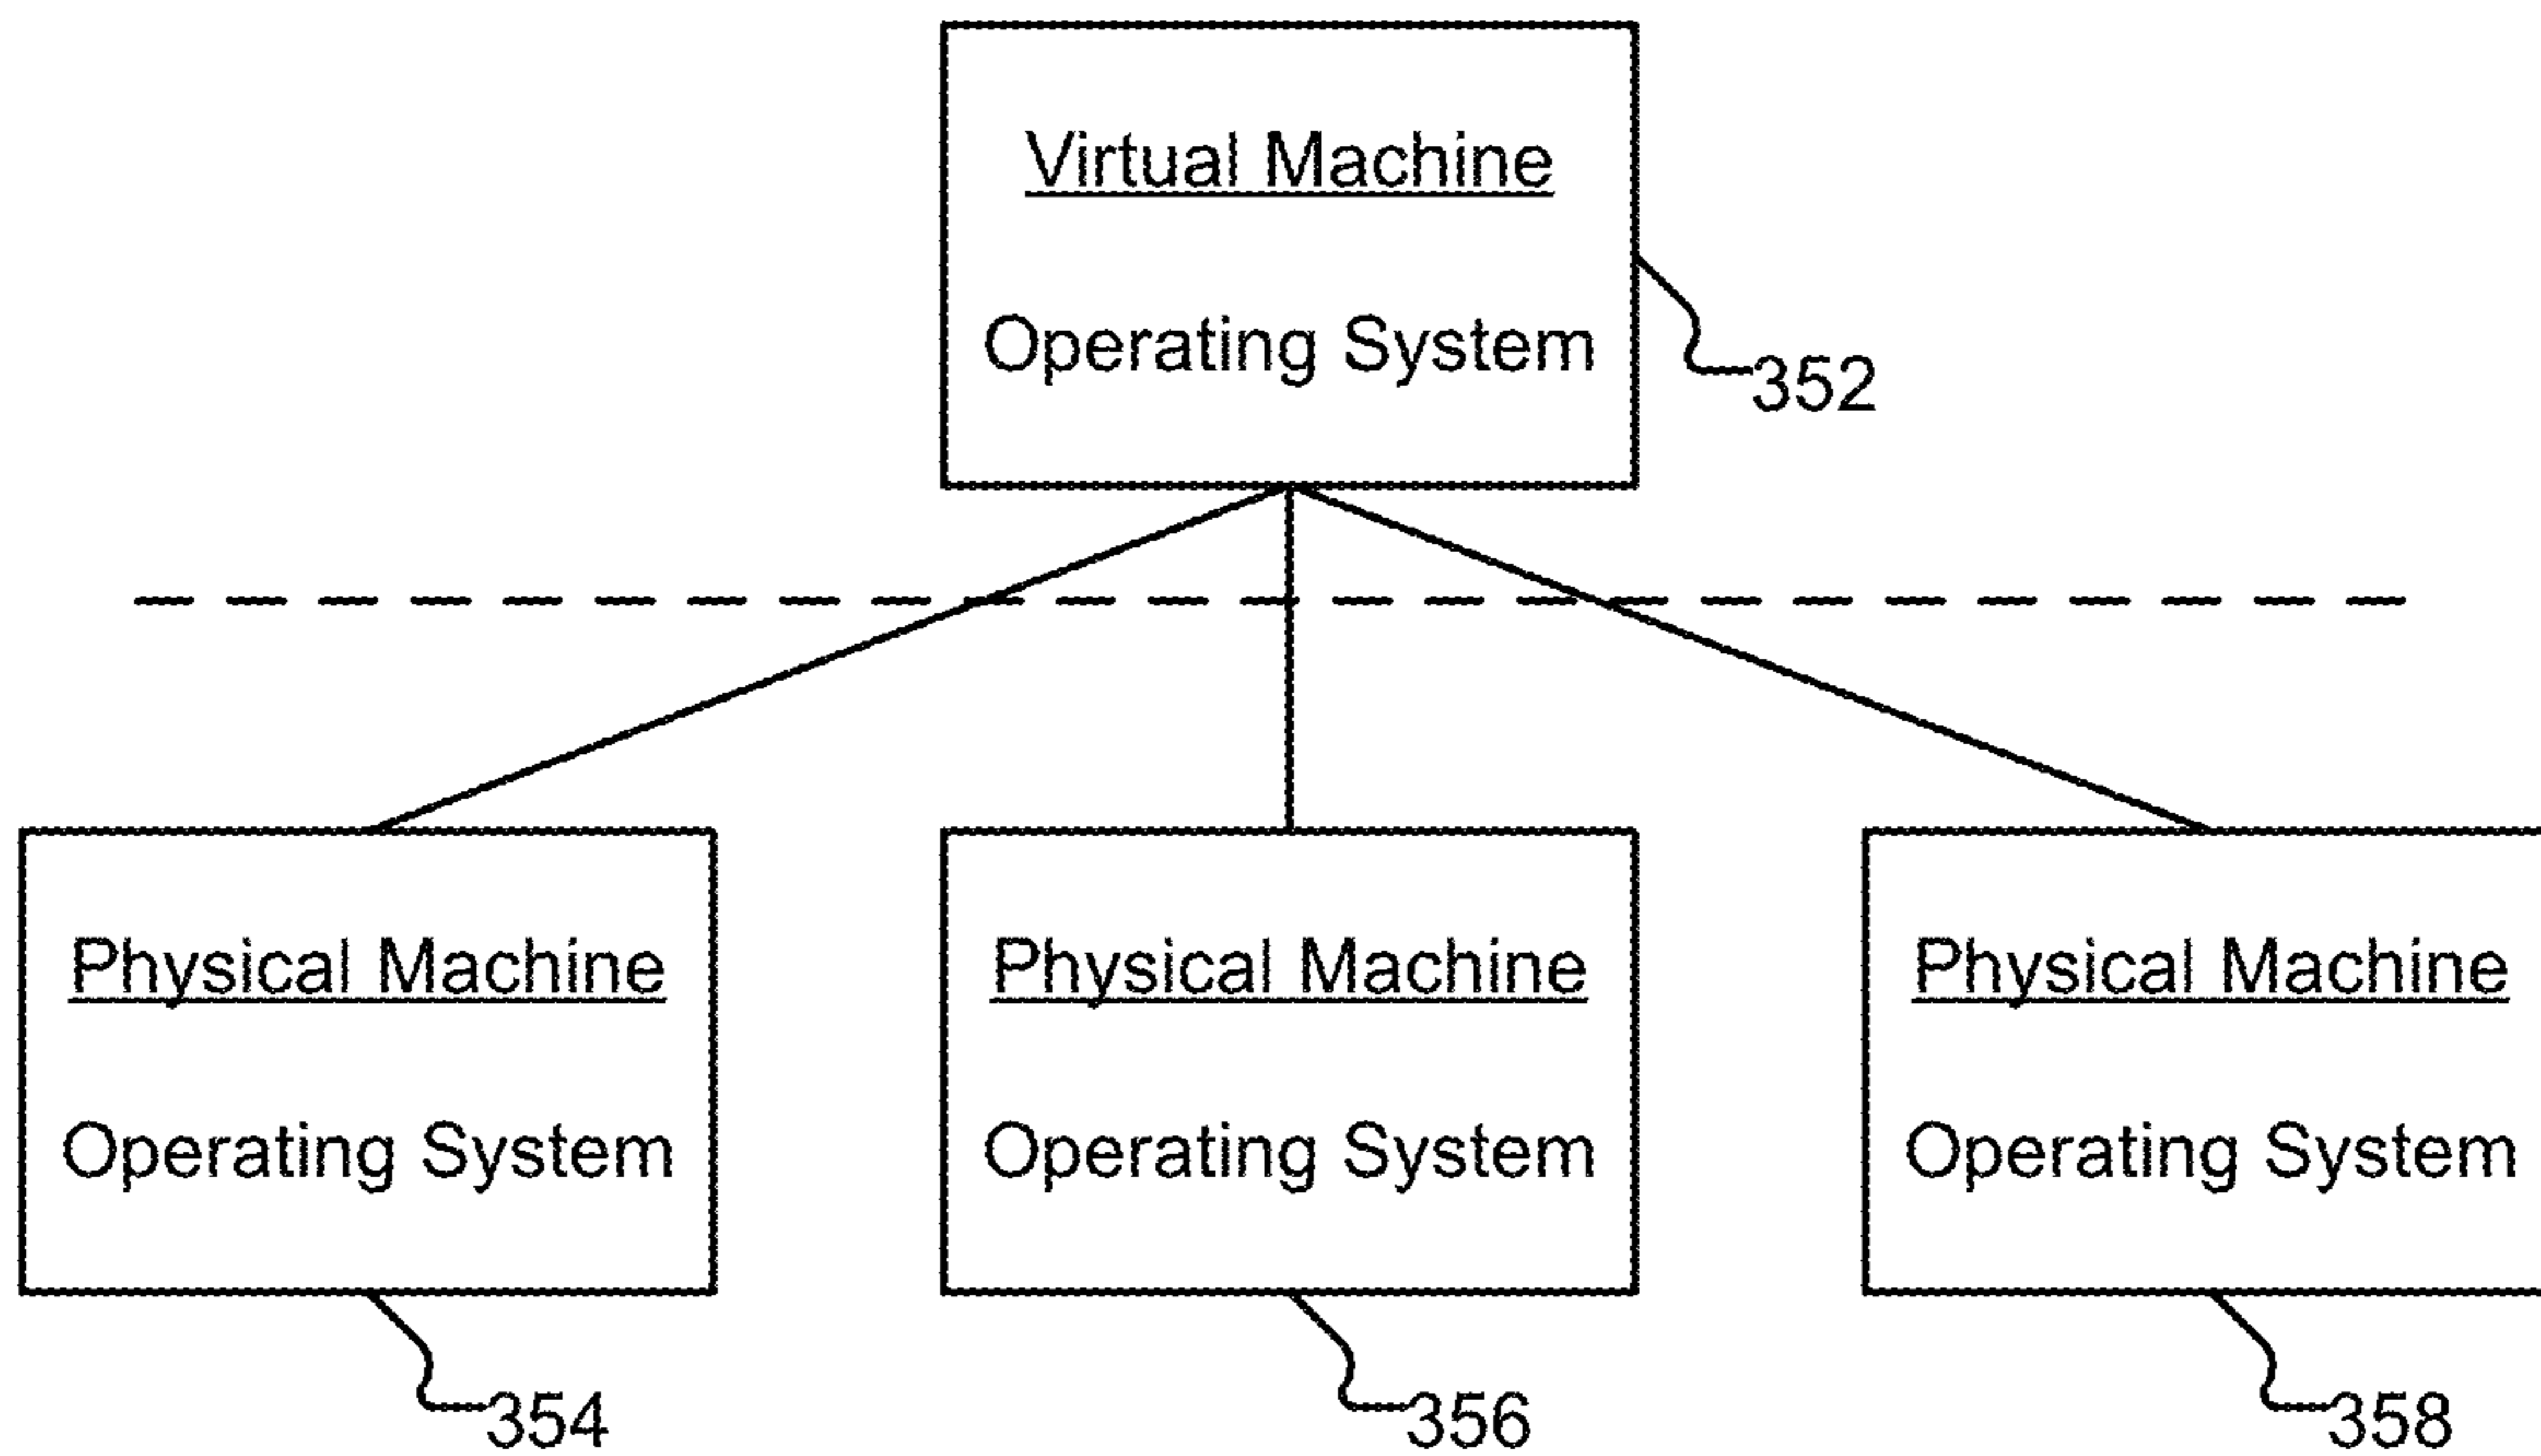 Virtual Machine
Operating System
352
Physical Machine
Operating System
354
Physical Machine
Operating System
356
Physical Machine
Operating System
358